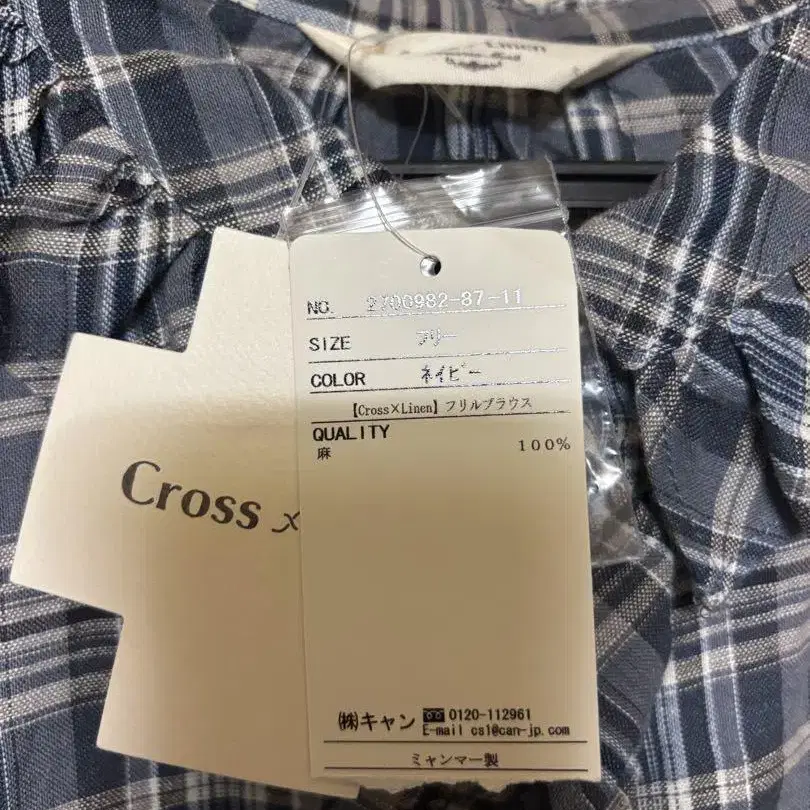 Linen
NO. 2700982-87-11
SIZE フリー
COLOR ネイビー
【Cross×Linen】フリルブラウス
QUALITY
麻 100%
Cross ×
㈱キャン 0120-112961
E-mail cs1@can-jp.com
ミャンマー製